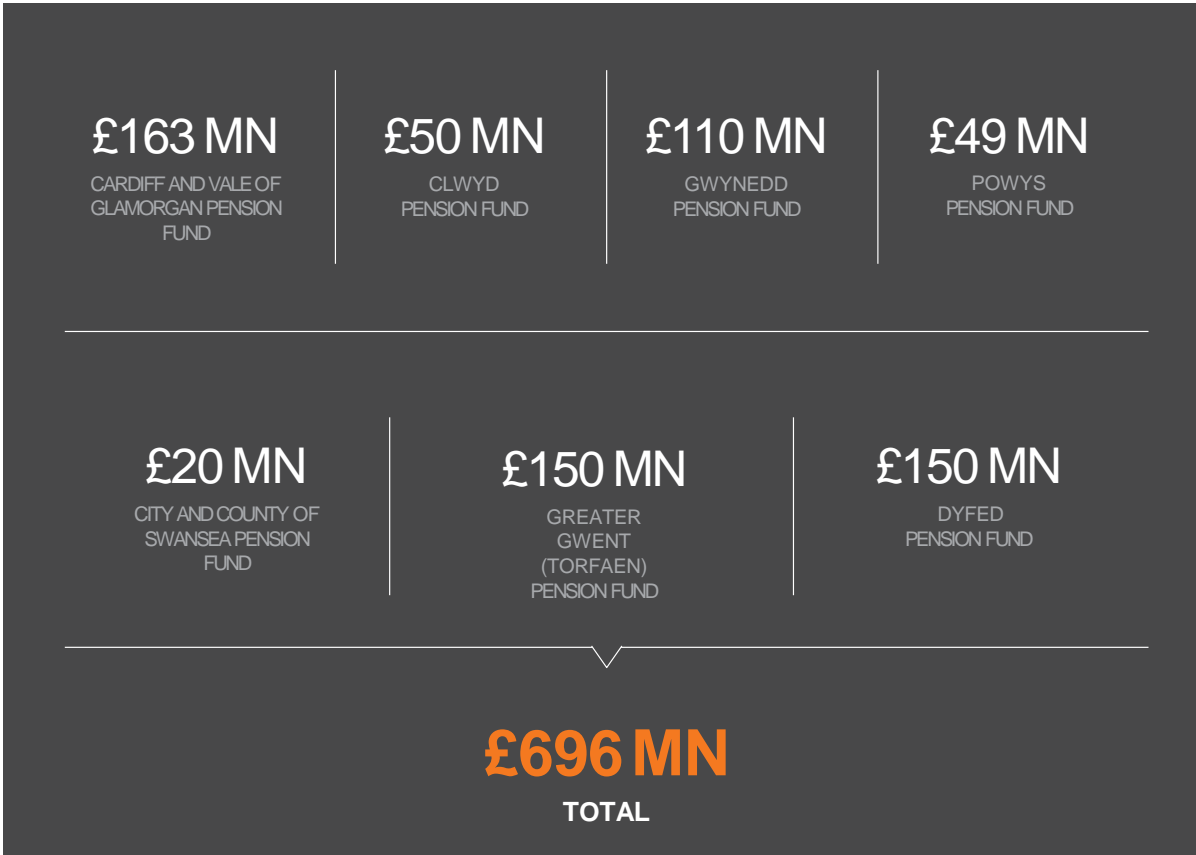 £163 MN
CARDIFF AND VALE OF
GLAMORGAN PENSION
FUND
£50 MN
CLWYD
PENSION FUND
£110 MN
GWYNEDD
PENSION FUND
£49 MN
POWYS
PENSION FUND
£20 MN
CITY AND COUNTY OF
SWANSEA PENSION
FUND
£150 MN
GREATER
GWENT
(TORFAEN)
PENSION FUND
£150 MN
DYFED
PENSION FUND
£696 MN
TOTAL